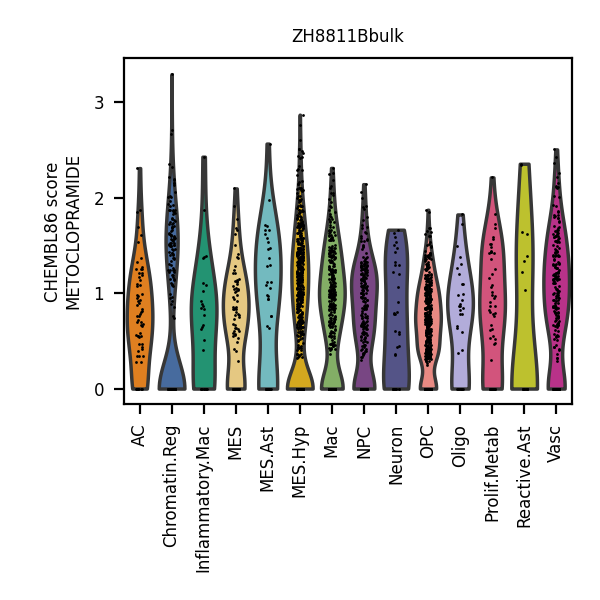 ZH8811Bbulk
CHEMBL86 score
METOCLOPRAMIDE
3
2
1
0
AC
Chromatin.Reg
Inflammatory.Mac
MES
MES.Ast
MES.Hyp
Mac
NPC
Neuron
OPC
Oligo
Prolif.Metab
Reactive.Ast
Vasc